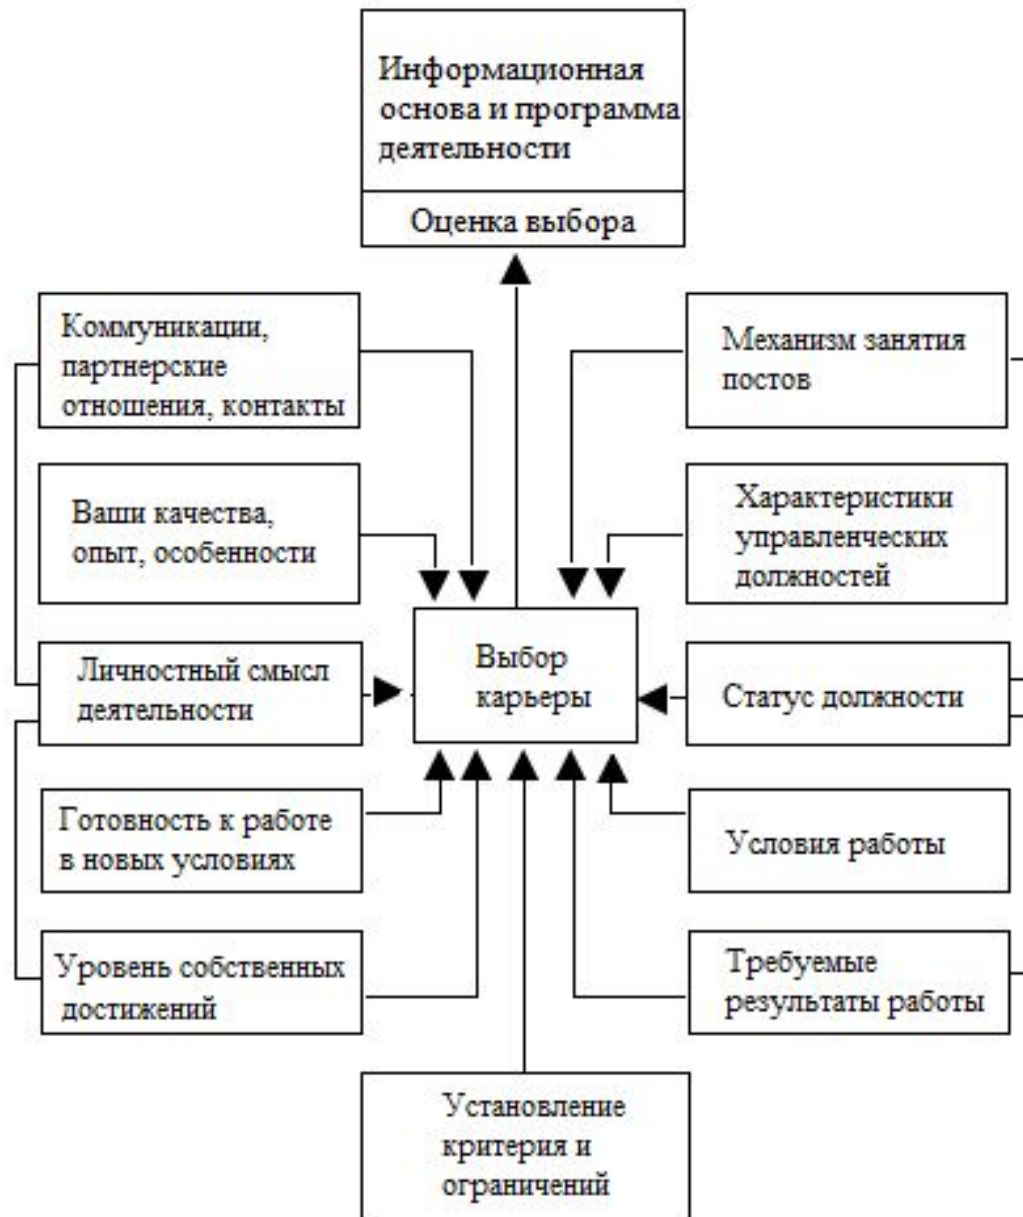 Информационная
основа и программа
деятельности
Оценка выбора
Коммуникации,
партнерские
отношения, контакты
Механизм занятия
постов
Ваши качества,
опыт, особенности
Характеристики
управленческих
должностей
Личностный смысл
деятельности
Выбор
карьеры
Статус должности
Готовность к работе
в новых условиях
Условия работы
Уровень собственных
достижений
Требуемые
результаты работы
Установление
критерия и
ограничений